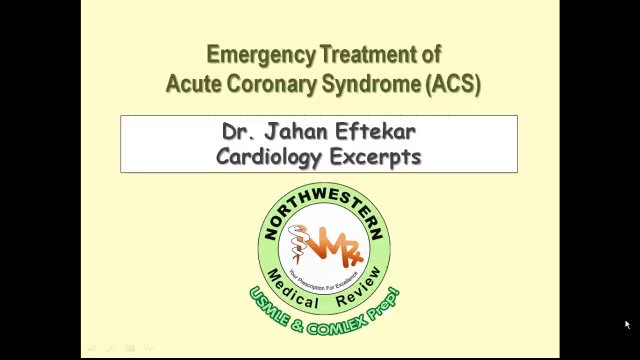 Emergency Treatment of
Acute Coronary Syndrome (ACS)
Dr. Jahan Eftekar
Cardiology Excerpts
NORTHWESTERN
VMRx
Your Prescription For Excellence
Medical Review
USMLE & COMLEX Prep!